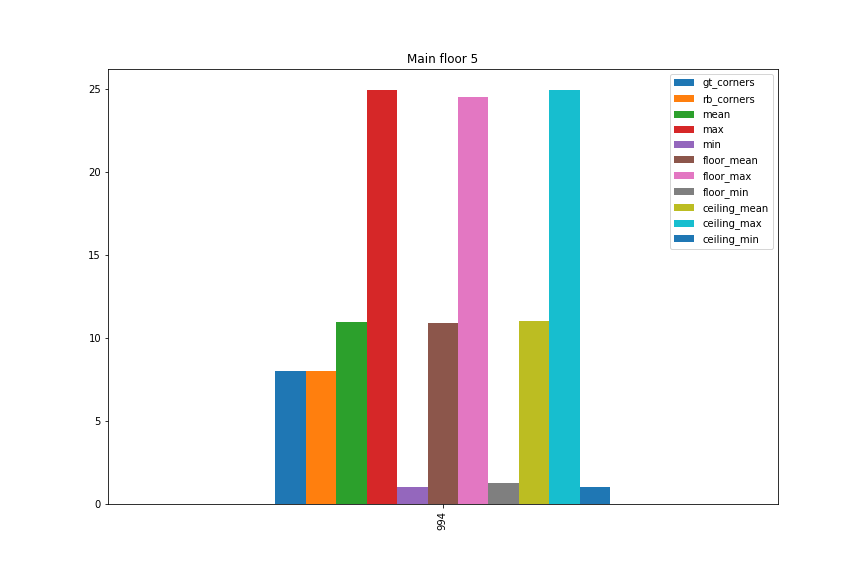 Main floor 5
gt_corners
rb_corners
mean
max
min
floor_mean
floor_max
floor_min
ceiling_mean
ceiling_max
ceiling_min
25
20
15
10
5
0
994